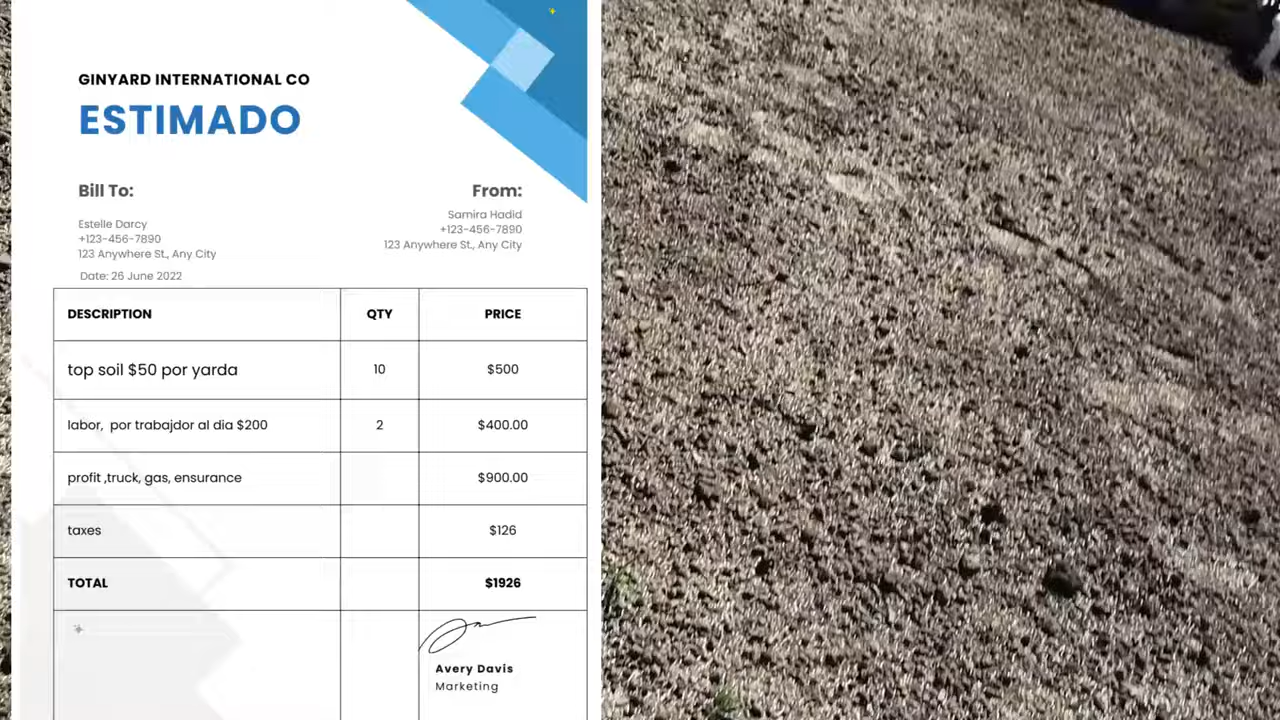 GINYARD INTERNATIONAL CO
ESTIMADO
Bill To:
Estelle Darcy
+123-456-7890
123 Anywhere St., Any City
Date: 26 June 2022
From:
Samira Hadid
+123-456-7890
123 Anywhere St., Any City
DESCRIPTION QTY PRICE
top soil $50 por yarda 10 $500
labor, por trabajdor al dia $200 2 $400.00
profit ,truck, gas, ensurance $900.00
taxes $126
TOTAL $1926
Avery Davis
Marketing